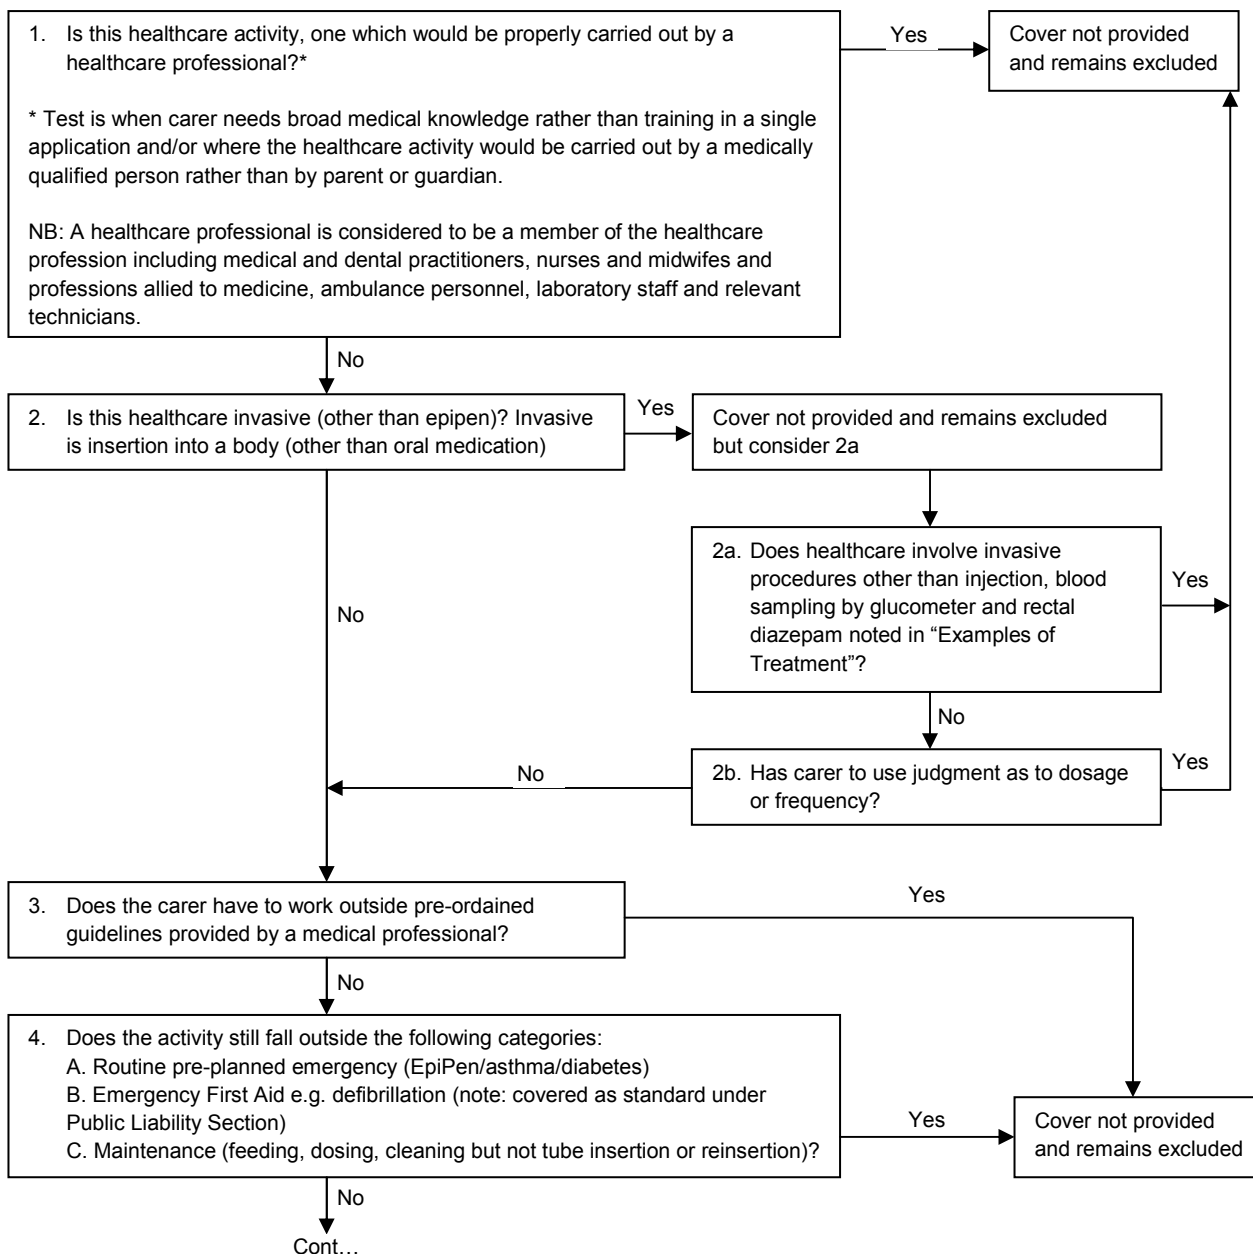 1. Is this healthcare activity, one which would be properly carried out by a
healthcare professional?*
* Test is when carer needs broad medical knowledge rather than training in a single
application and/or where the healthcare activity would be carried out by a medically
qualified person rather than by parent or guardian.
NB: A healthcare professional is considered to be a member of the healthcare
profession including medical and dental practitioners, nurses and midwifes and
professions allied to medicine, ambulance personnel, laboratory staff and relevant
technicians.
Yes
Cover not provided
and remains excluded
No
2. Is this healthcare invasive (other than epipen)? Invasive
is insertion into a body (other than oral medication)
Yes
Cover not provided and remains excluded
but consider 2a
2a. Does healthcare involve invasive
procedures other than injection, blood
sampling by glucometer and rectal
diazepam noted in “Examples of
Treatment”?
Yes
No
No
2b. Has carer to use judgment as to dosage
or frequency?
Yes
No
3. Does the carer have to work outside pre-ordained
guidelines provided by a medical professional?
Yes
No
4. Does the activity still fall outside the following categories:
A. Routine pre-planned emergency (EpiPen/asthma/diabetes)
B. Emergency First Aid e.g. defibrillation (note: covered as standard under
Public Liability Section)
C. Maintenance (feeding, dosing, cleaning but not tube insertion or reinsertion)?
Yes
Cover not provided
and remains excluded
No
Cont…